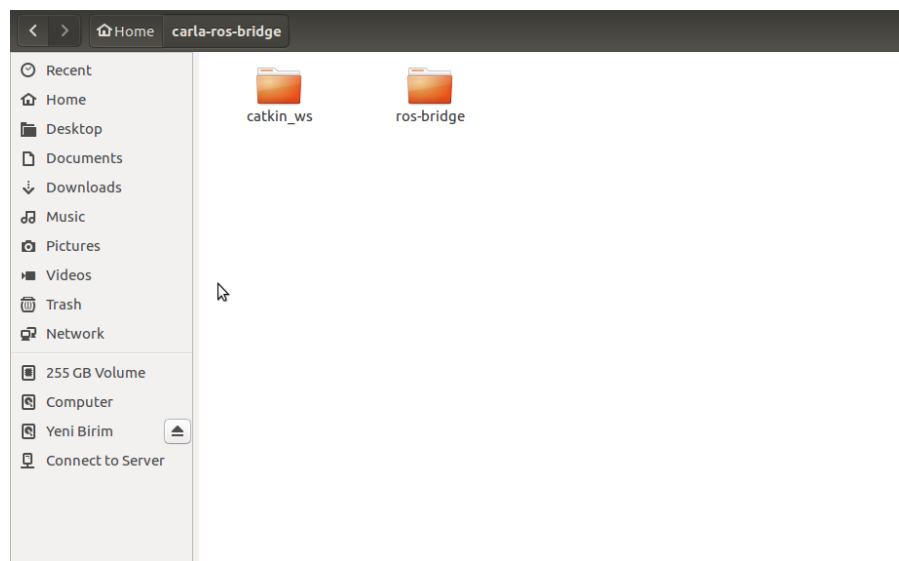 Home carla-ros-bridge
Recent
Home
Desktop
Documents
Downloads
Music
Pictures
Videos
Trash
Network
255 GB Volume
Computer
Yeni Birim
Connect to Server
catkin_ws
ros-bridge